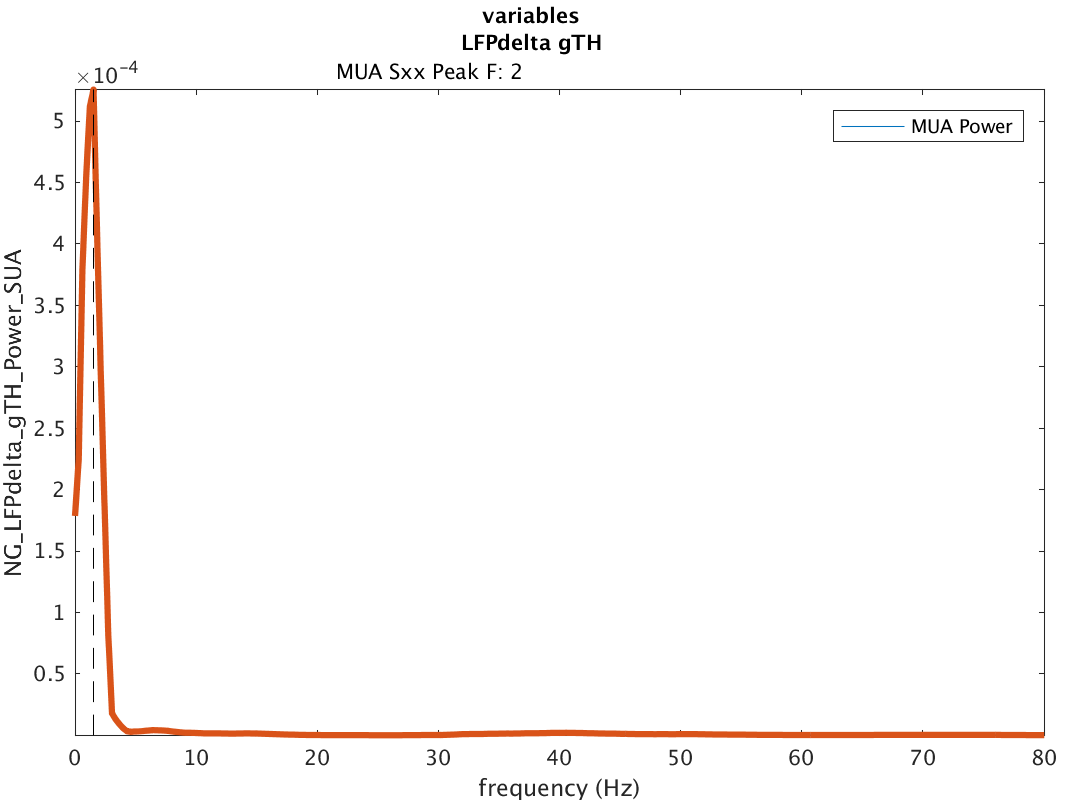 variables
LFPdelta gTH
MUA Sxx Peak F: 2
×10−4
5
4.5
4
3.5
3
2.5
2
1.5
1
0.5
NG_LFPdelta_gTH_Power_SUA
MUA Power
0 10 20 30 40 50 60 70 80
frequency (Hz)